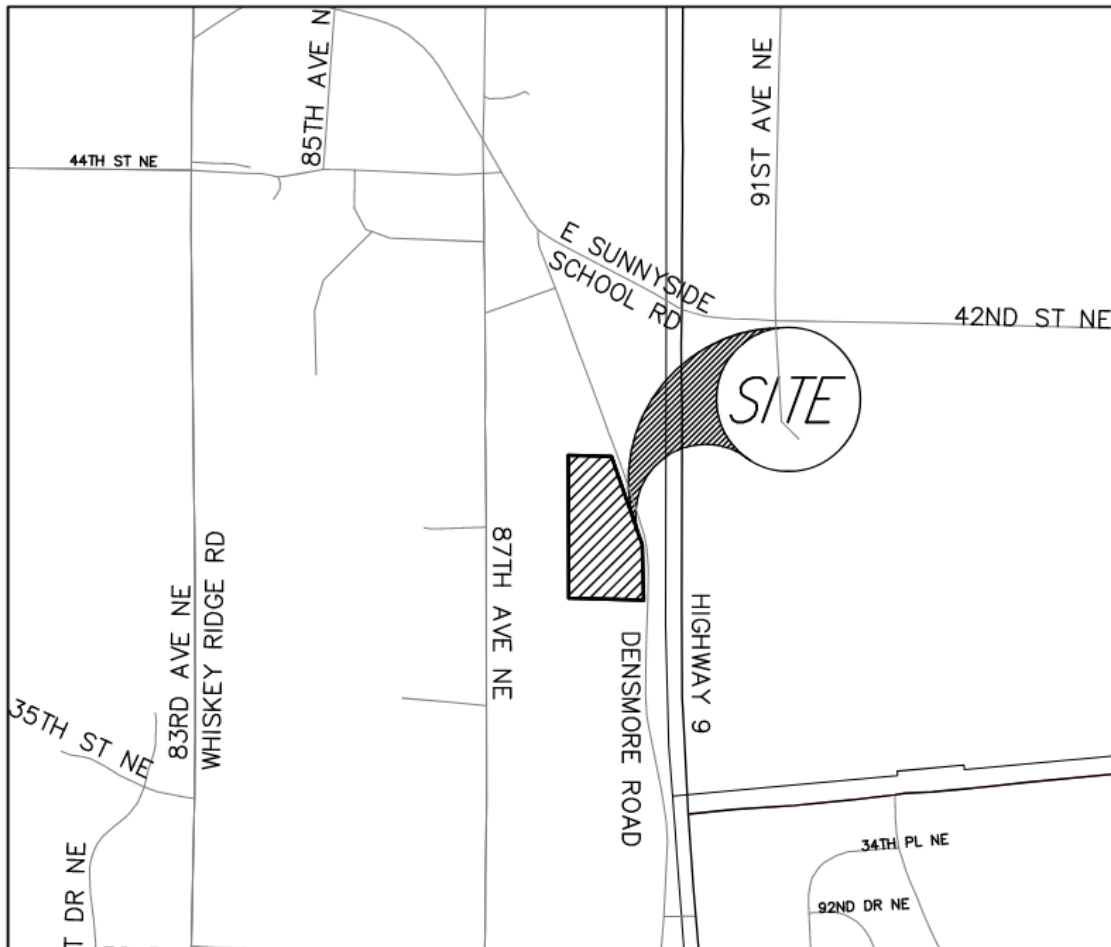 85TH AVE N
91ST AVE NE
44TH ST NE
E SUNNYSIDE
SCHOOL RD
42ND ST NE
SITE
87TH AVE NE
83RD AVE NE
WHISKEY RIDGE RD
HIGHWAY 9
DENSMORE ROAD
35TH ST NE
34TH PL NE
92ND DR NE
T DR NE